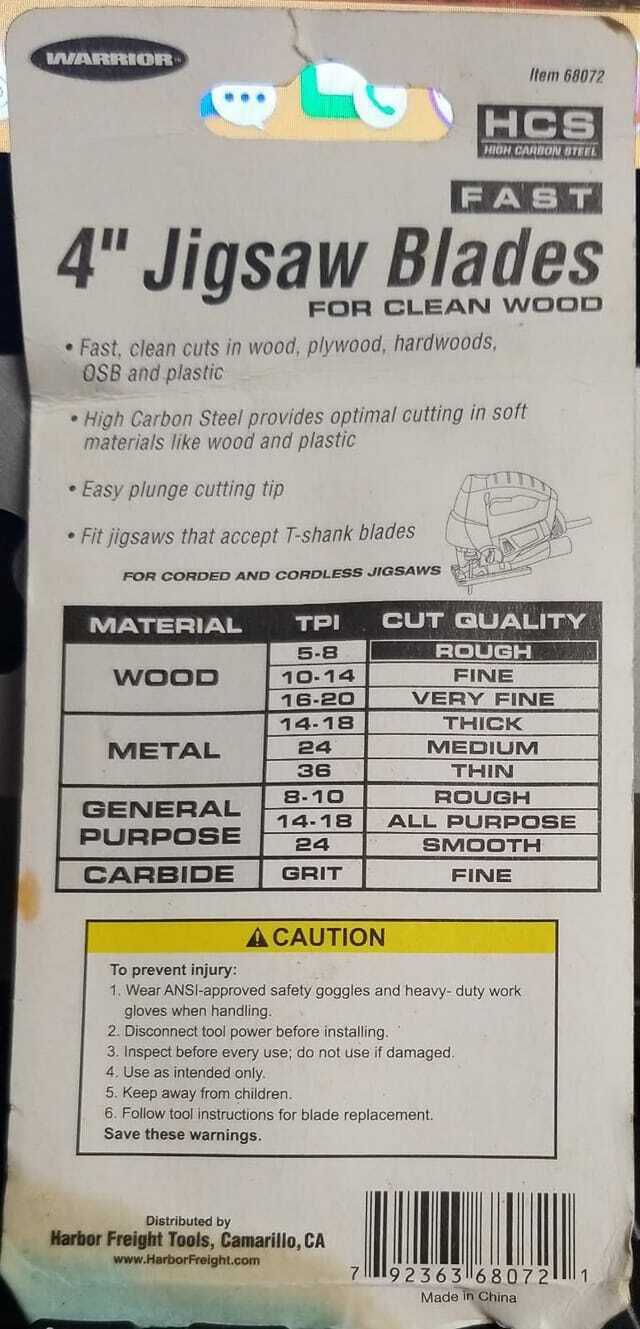 WARRIOR™
Item 68072
HCS
HIGH CARBON STEEL
FAST
4" Jigsaw Blades
FOR CLEAN WOOD
• Fast, clean cuts in wood, plywood, hardwoods,
OSB and plastic
• High Carbon Steel provides optimal cutting in soft
materials like wood and plastic
• Easy plunge cutting tip
• Fit jigsaws that accept T-shank blades
FOR CORDED AND CORDLESS JIGSAWS
MATERIAL TPI CUT QUALITY
WOOD
5-8 ROUGH
10-14 FINE
16-20 VERY FINE
METAL
14-18 THICK
24 MEDIUM
36 THIN
GENERAL
PURPOSE
8-10 ROUGH
14-18 ALL PURPOSE
24 SMOOTH
CARBIDE GRIT FINE
CAUTION
To prevent injury:
1. Wear ANSI-approved safety goggles and heavy- duty work
gloves when handling.
2. Disconnect tool power before installing.
3. Inspect before every use; do not use if damaged.
4. Use as intended only.
5. Keep away from children.
6. Follow tool instructions for blade replacement.
Save these warnings.
Distributed by
Harbor Freight Tools, Camarillo, CA
www.HarborFreight.com
7 92363 68072 1
Made in China